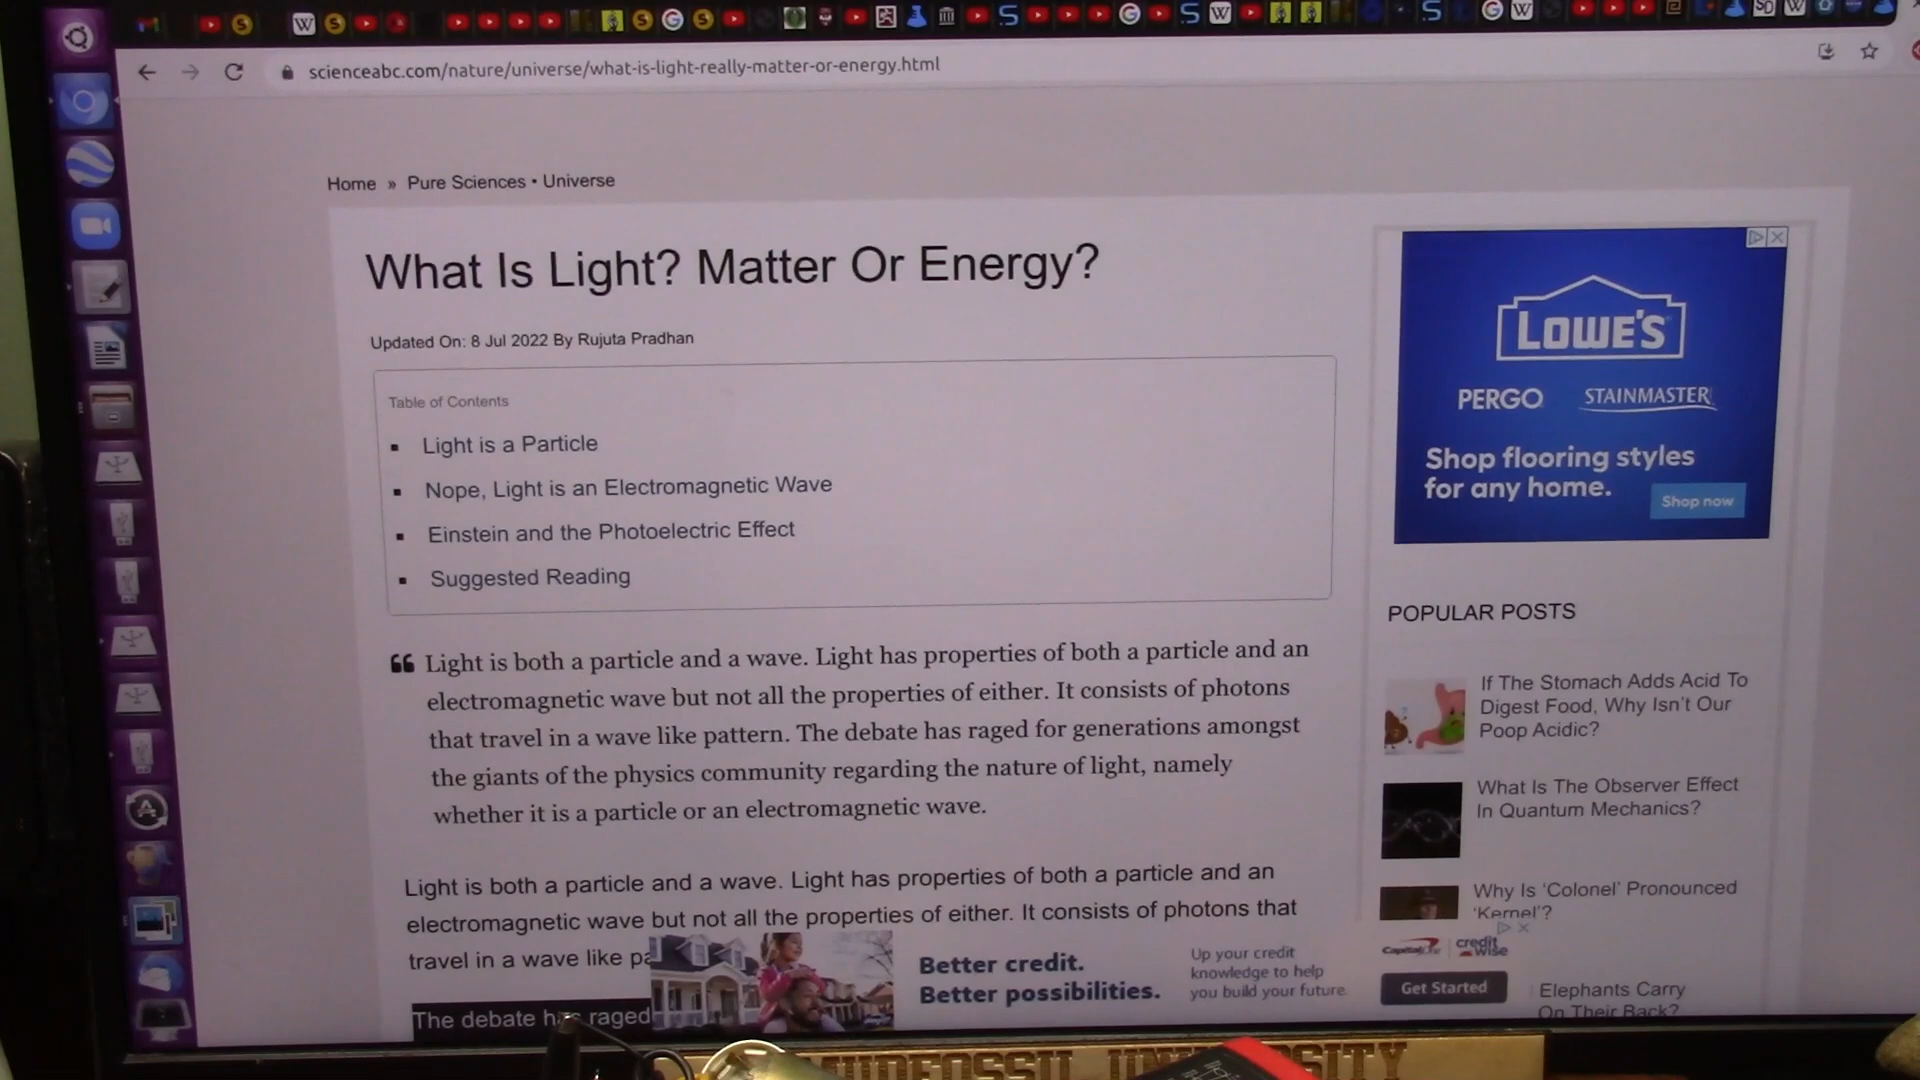 scienceabc.com/nature/universe/what-is-light-really-matter-or-energy.html
Home » Pure Sciences • Universe
What Is Light? Matter Or Energy?
Updated On: 8 Jul 2022 By Rujuta Pradhan
Table of Contents
▪ Light is a Particle
▪ Nope, Light is an Electromagnetic Wave
▪ Einstein and the Photoelectric Effect
▪ Suggested Reading
Light is both a particle and a wave. Light has properties of both a particle and an
electromagnetic wave but not all the properties of either. It consists of photons
that travel in a wave like pattern. The debate has raged for generations amongst
the giants of the physics community regarding the nature of light, namely
whether it is a particle or an electromagnetic wave.
Light is both a particle and a wave. Light has properties of both a particle and an
electromagnetic wave but not all the properties of either. It consists of photons that
travel in a wave like
The debate has raged
LOWE'S
PERGO STAINMASTER
Shop flooring styles
for any home.
Shop now
POPULAR POSTS
If The Stomach Adds Acid To
Digest Food, Why Isn't Our
Poop Acidic?
What Is The Observer Effect
In Quantum Mechanics?
Why Is 'Colonel' Pronounced
'Kernel'?
Elephants Carry
On Their Back?
Better credit.
Better possibilities.
Up your credit
knowledge to help
you build your future.
Capital One credit wise
Get Started
UNIVERSITY